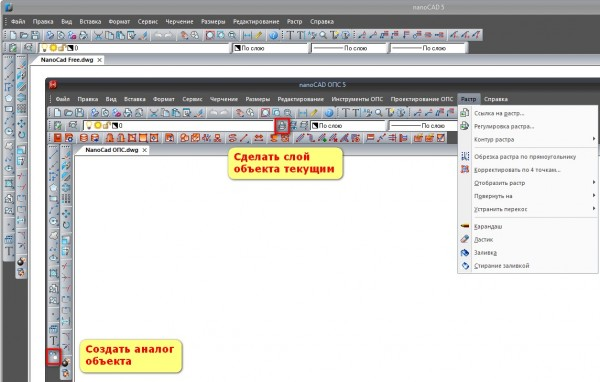 nanoCAD 5
Файл Правка Вид Вставка Формат Сервис Черчение Размеры Редактирование Растр Справка
0 По слою По слою
NanoCad Free.dwg
nanoCAD ОПС 5
Файл Правка Вид Вставка Формат Сервис Черчение Размеры Редактирование Инструменты ОПС Проектирование ОПС Растр Справка
0 По слою По слою
NanoCad ОПС.dwg
Сделать слой
объекта текущим
Ссылка на растр...
Регулировка растра...
Контур растра
Обрезка растра по прямоугольнику
Корректировать по 4 точкам...
Отобразить растр
Повернуть на
Устранить перекос
Карандаш
Ластик
Заливка
Стирание заливкой
Создать аналог
объекта